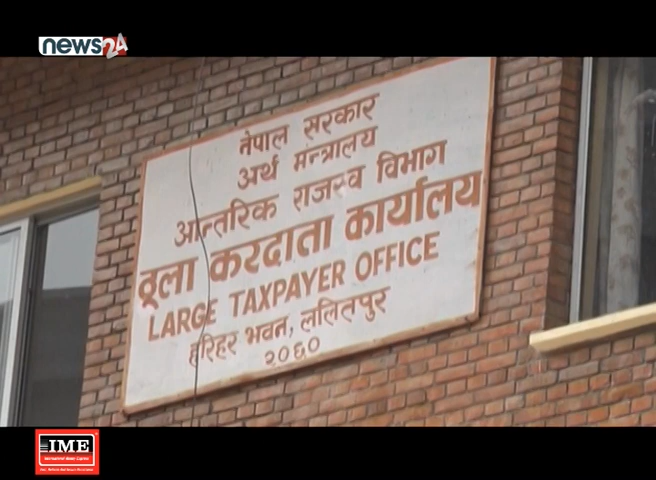 news24
नेपाल सरकार
अर्थ मन्त्रालय
आन्तरिक राजस्व विभाग
ठूला करदाता कार्यालय
LARGE TAXPAYER OFFICE
हरिहर भवन, ललितपुर
२०६०
IME